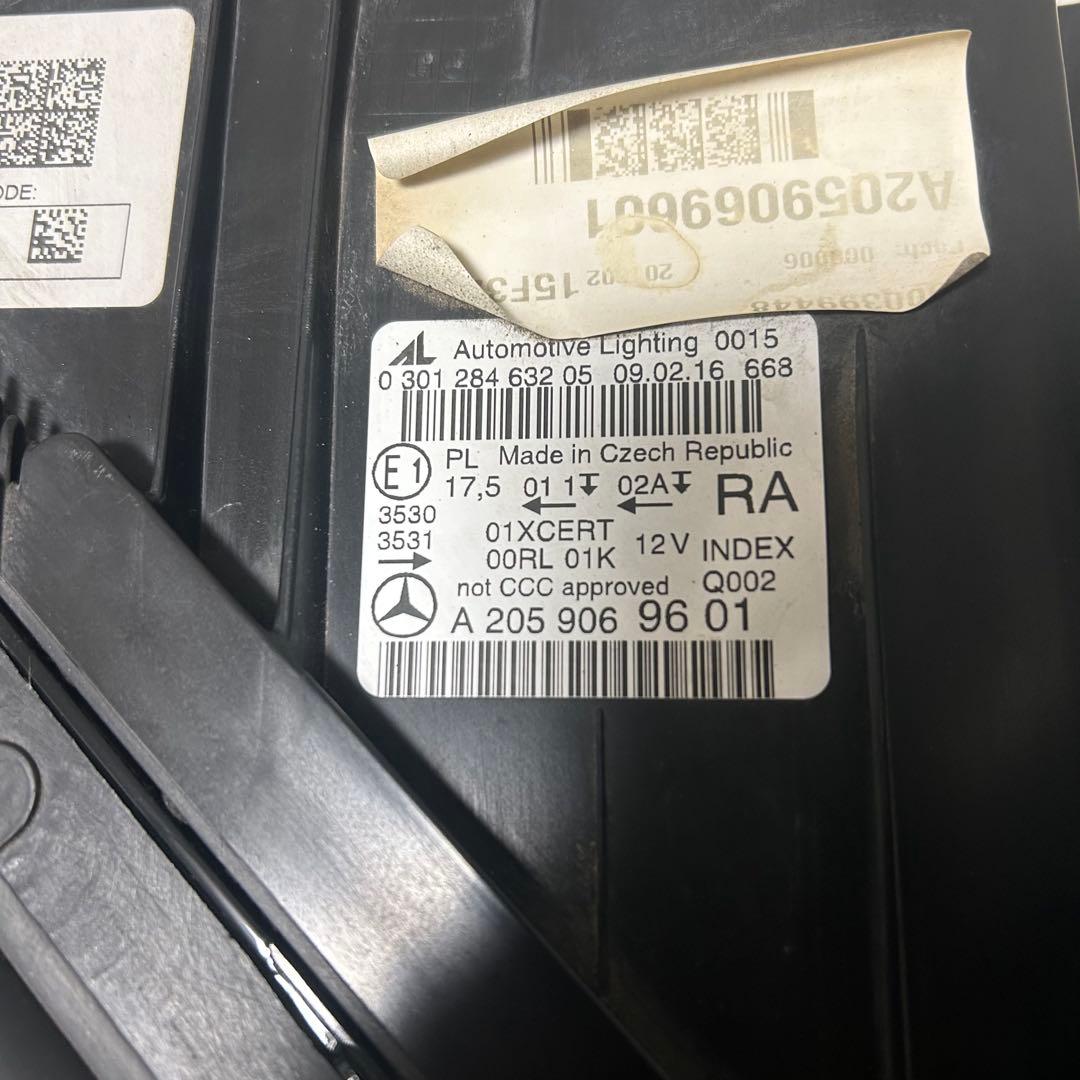 ODE:
A2059069601
15F3
AL Automotive Lighting 0015
0 301 284 632 05 09.02.16 668
E1 PL Made in Czech Republic
17,5 01 1 02A RA
3530
3531
01XCERT
00RL 01K 12V INDEX
not CCC approved Q002
A 205 906 96 01